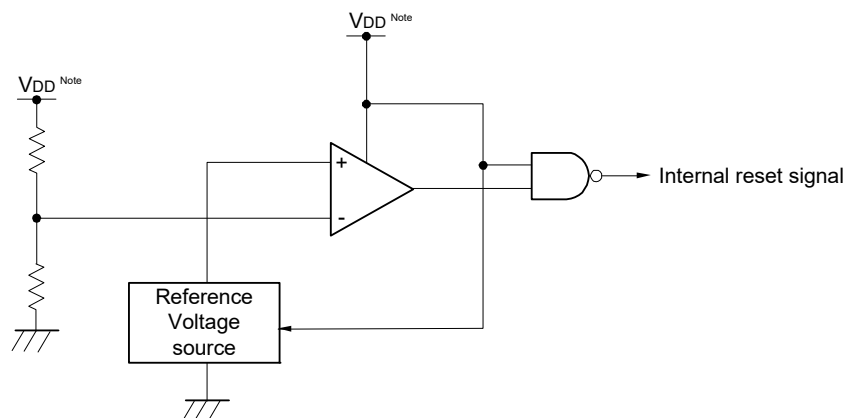 VDD Note
VDD Note
+
-
Internal reset signal
Reference
Voltage
source